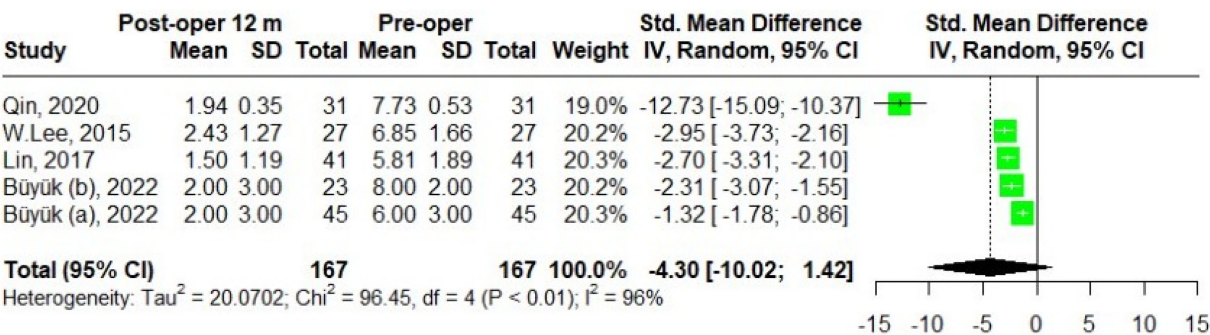 Post-oper 12 m Pre-oper Std. Mean Difference Std. Mean Difference
Study Mean SD Total Mean SD Total Weight IV, Random, 95% CI IV, Random, 95% CI
Qin, 2020 1.94 0.35 31 7.73 0.53 31 19.0% -12.73 [-15.09; -10.37]
W.Lee, 2015 2.43 1.27 27 6.85 1.66 27 20.2% -2.95 [-3.73; -2.16]
Lin, 2017 1.50 1.19 41 5.81 1.89 41 20.3% -2.70 [-3.31; -2.10]
Büyük (b), 2022 2.00 3.00 23 8.00 2.00 23 20.2% -2.31 [-3.07; -1.55]
Büyük (a), 2022 2.00 3.00 45 6.00 3.00 45 20.3% -1.32 [-1.78; -0.86]
Total (95% CI) 167 167 100.0% -4.30 [-10.02; 1.42]
Heterogeneity: Tau² = 20.0702; Chi² = 96.45, df = 4 (P < 0.01); I² = 96%
-15 -10 -5 0 5 10 15